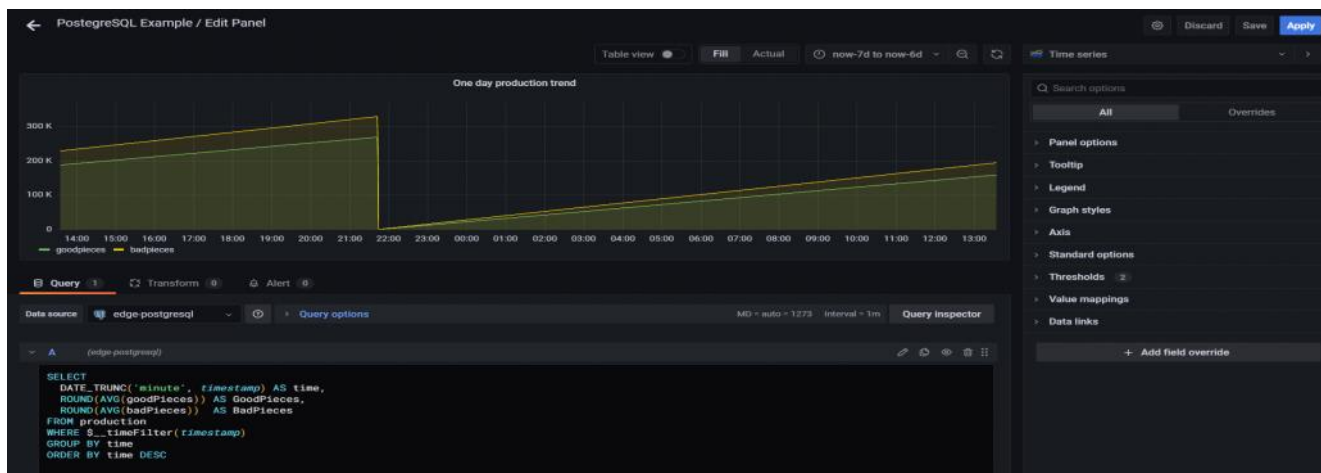 PostegreSQL Example / Edit Panel
Discard Save Apply
Table view Fill Actual now-7d to now-6d Time series
One day production trend
Search options
All Overrides
300 K
200 K
100 K
0
14:00 15:00 16:00 17:00 18:00 19:00 20:00 21:00 22:00 23:00 00:00 01:00 02:00 03:00 04:00 05:00 06:00 07:00 08:00 09:00 10:00 11:00 12:00 13:00
goodpieces badpieces
Panel options
Tooltip
Legend
Graph styles
Axis
Standard options
Thresholds 2
Value mappings
Data links
+ Add field override
Query 1 Transform 0 Alert 0
Data source edge-postgresql Query options MD = auto = 1273 Interval = 1m Query inspector
A (edge-postgresql)
SELECT
DATE_TRUNC('minute', timestamp) AS time,
ROUND(AVG(goodPieces)) AS GoodPieces,
ROUND(AVG(badPieces)) AS BadPieces
FROM production
WHERE $__timeFilter(timestamp)
GROUP BY time
ORDER BY time DESC